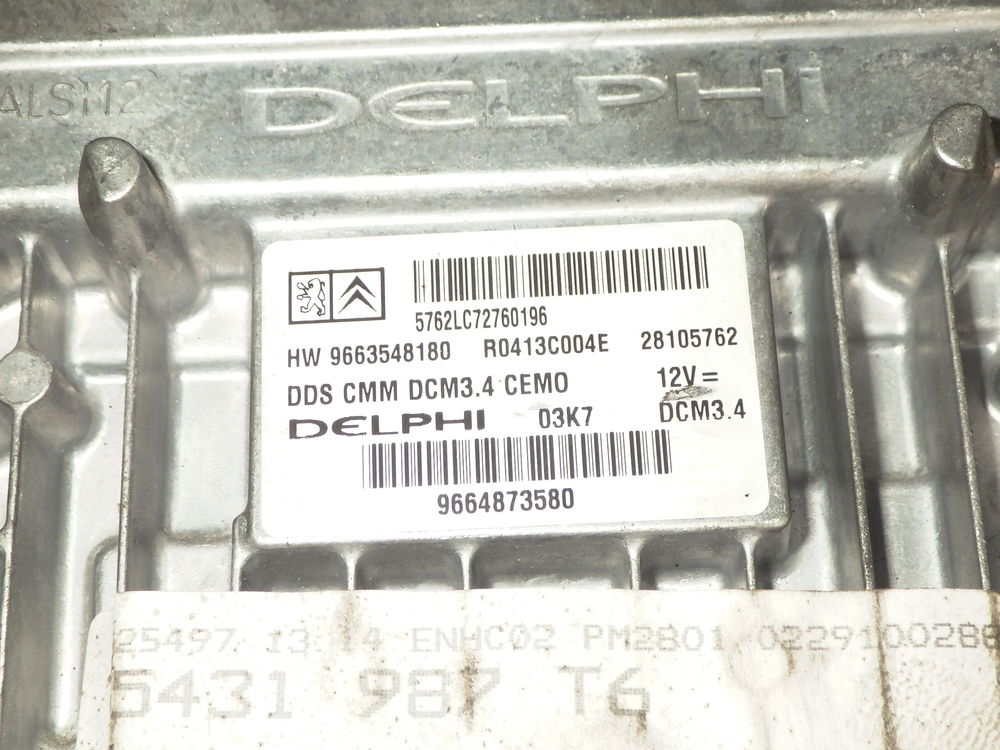 ALSi12
DELPHI
5762LC72760196
HW 9663548180 R0413C004E 28105762
DDS CMM DCM3.4 CEMO 12V=
DELPHI 03K7 DCM3.4
9664873580
25497 13 14 ENHC02 PM2B01 0229100288
5431 987 T6